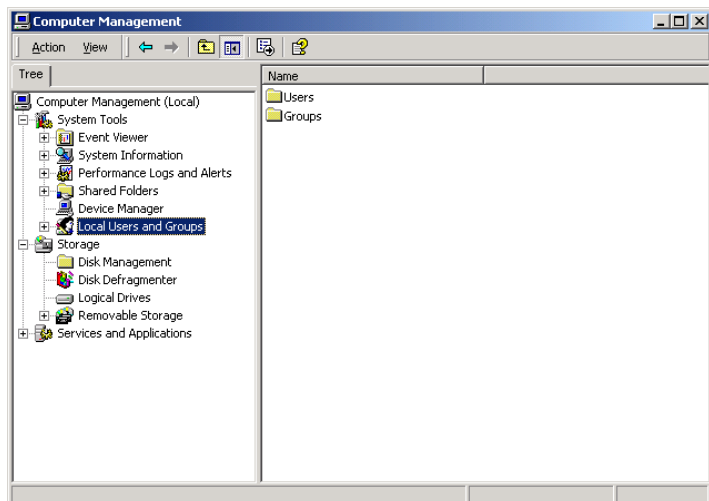 Computer Management
Action View
Tree
Name
Computer Management (Local)
System Tools
Event Viewer
System Information
Performance Logs and Alerts
Shared Folders
Device Manager
Local Users and Groups
Storage
Disk Management
Disk Defragmenter
Logical Drives
Removable Storage
Services and Applications
Users
Groups